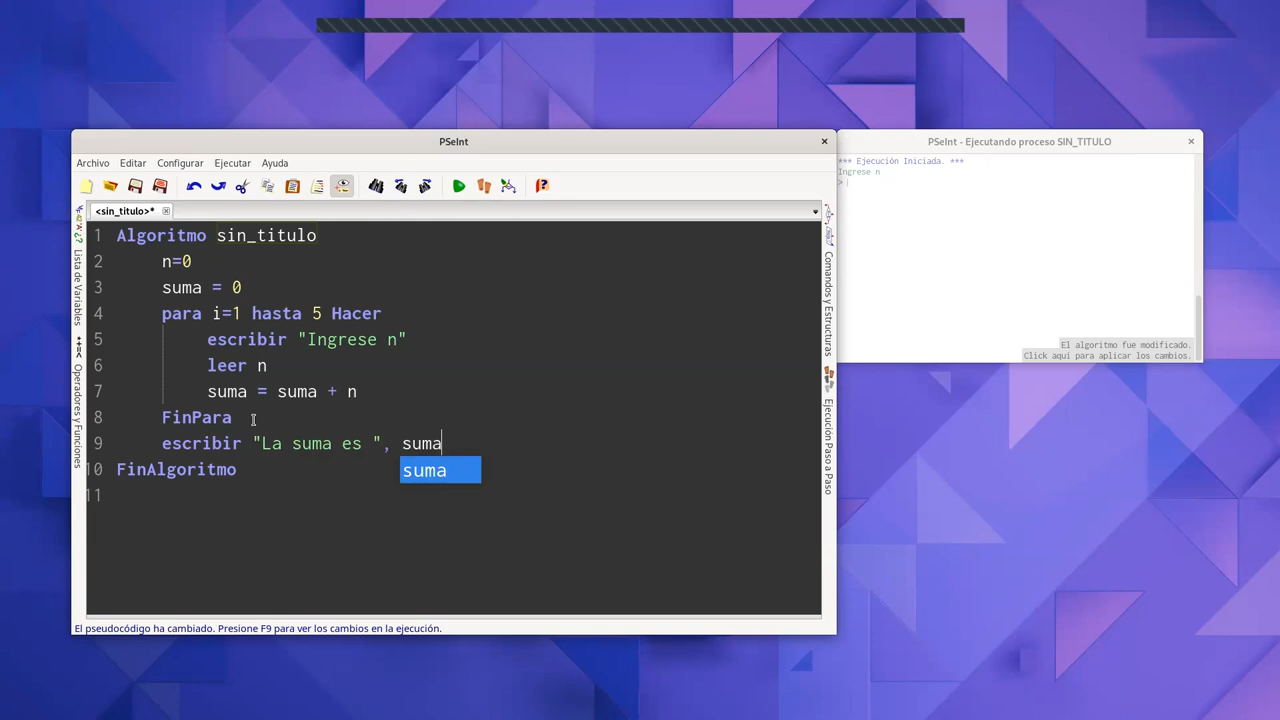 PSeInt
Archivo Editar Configurar Ejecutar Ayuda
<sin_titulo>*
1 Algoritmo sin_titulo
2 n=0
3 suma = 0
4 para i=1 hasta 5 Hacer
5 escribir "Ingrese n"
6 leer n
7 suma = suma + n
8 FinPara
9 escribir "La suma es ", suma
suma
10 FinAlgoritmo
11
El pseudocódigo ha cambiado. Presione F9 para ver los cambios en la ejecución.
Lista de Variables
Operadores y Funciones
Comandos y Estructuras
Ejecución Paso a Paso
PSeInt - Ejecutando proceso SIN_TITULO
*** Ejecución Iniciada. ***
Ingrese n
>
El algoritmo fue modificado.
Click aquí para aplicar los cambios.